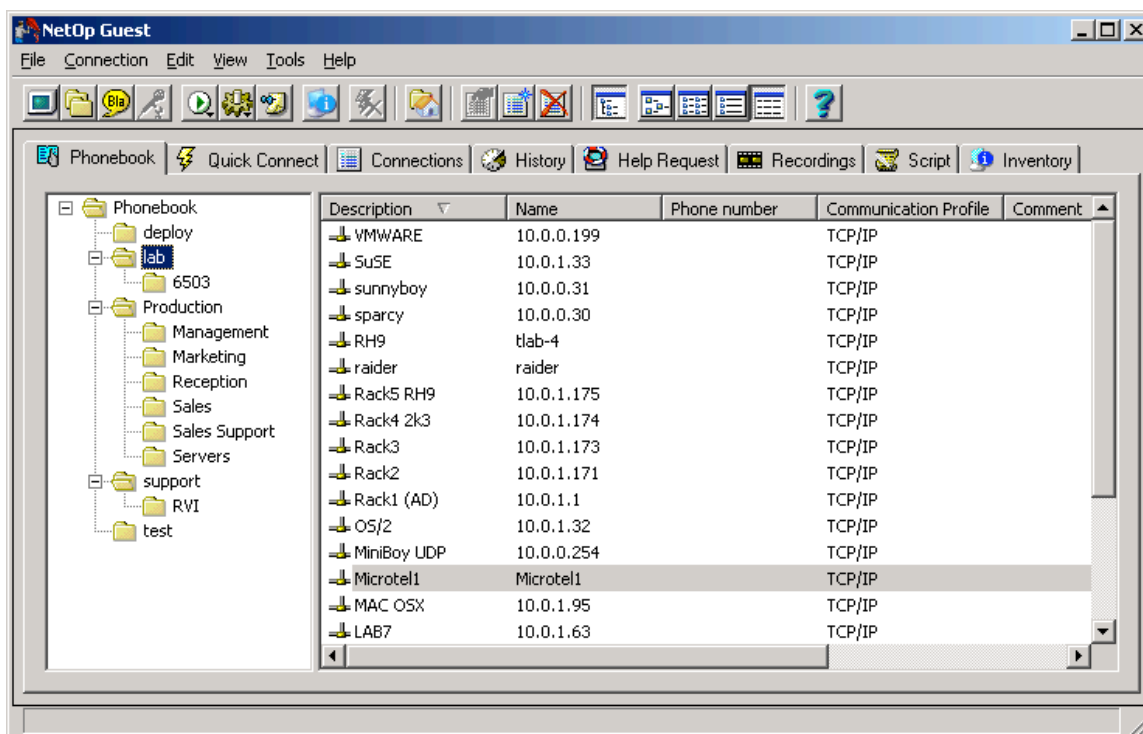 NetOp Guest
File Connection Edit View Tools Help
Bla
Phonebook Quick Connect Connections History Help Request Recordings Script Inventory
Phonebook
deploy
lab
6503
Production
Management
Marketing
Reception
Sales
Sales Support
Servers
support
RVI
test
Description Name Phone number Communication Profile Comment
VMWARE 10.0.0.199 TCP/IP
SuSE 10.0.1.33 TCP/IP
sunnyboy 10.0.0.31 TCP/IP
sparcy 10.0.0.30 TCP/IP
RH9 tlab-4 TCP/IP
raider raider TCP/IP
Rack5 RH9 10.0.1.175 TCP/IP
Rack4 2k3 10.0.1.174 TCP/IP
Rack3 10.0.1.173 TCP/IP
Rack2 10.0.1.171 TCP/IP
Rack1 (AD) 10.0.1.1 TCP/IP
OS/2 10.0.1.32 TCP/IP
MiniBoy UDP 10.0.0.254 TCP/IP
Microtel1 Microtel1 TCP/IP
MAC OSX 10.0.1.95 TCP/IP
LAB7 10.0.1.63 TCP/IP